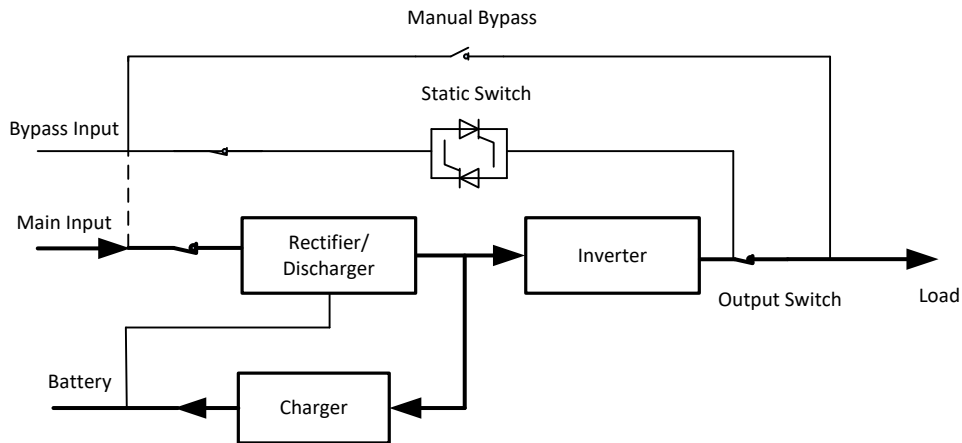 Manual Bypass
Static Switch
Bypass Input
Main Input
Rectifier/
Discharger
Inverter
Output Switch
Load
Battery
Charger